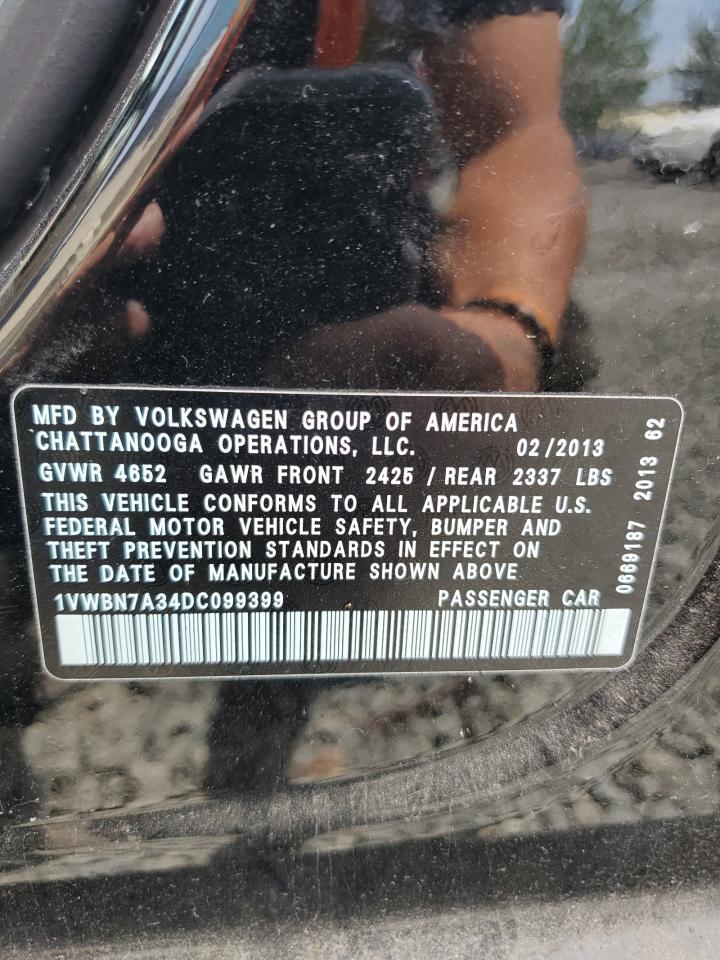 MFD BY VOLKSWAGEN GROUP OF AMERICA
CHATTANOOGA OPERATIONS, LLC. 02/2013
GVWR 4652 GAWR FRONT 2425 / REAR 2337 LBS
THIS VEHICLE CONFORMS TO ALL APPLICABLE U.S.
FEDERAL MOTOR VEHICLE SAFETY, BUMPER AND
THEFT PREVENTION STANDARDS IN EFFECT ON
THE DATE OF MANUFACTURE SHOWN ABOVE
1VWBN7A34DC099399 PASSENGER CAR
0669187 2013 62